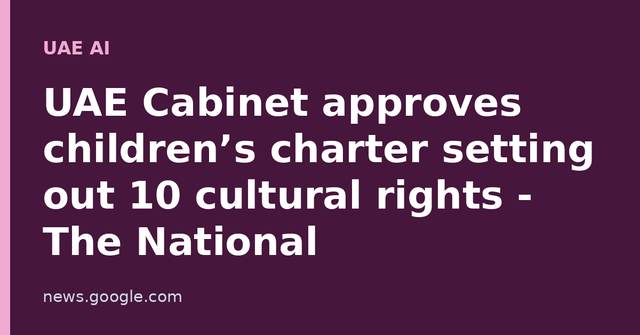 UAE AI
UAE Cabinet approves
children’s charter setting
out 10 cultural rights -
The National
news.google.com